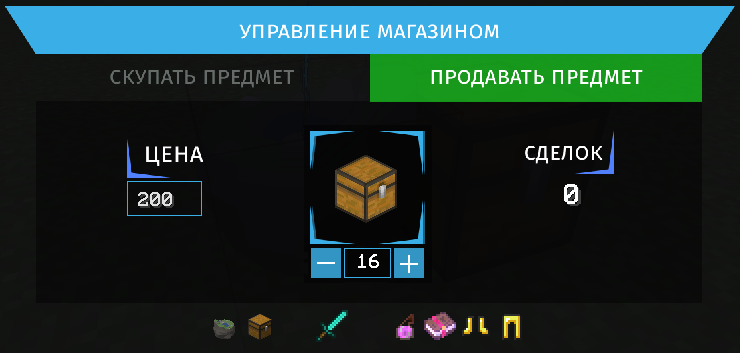 УПРАВЛЕНИЕ МАГАЗИНОМ
СКУПАТЬ ПРЕДМЕТ
ПРОДАВАТЬ ПРЕДМЕТ
ЦЕНА
СДЕЛОК
200
0
16